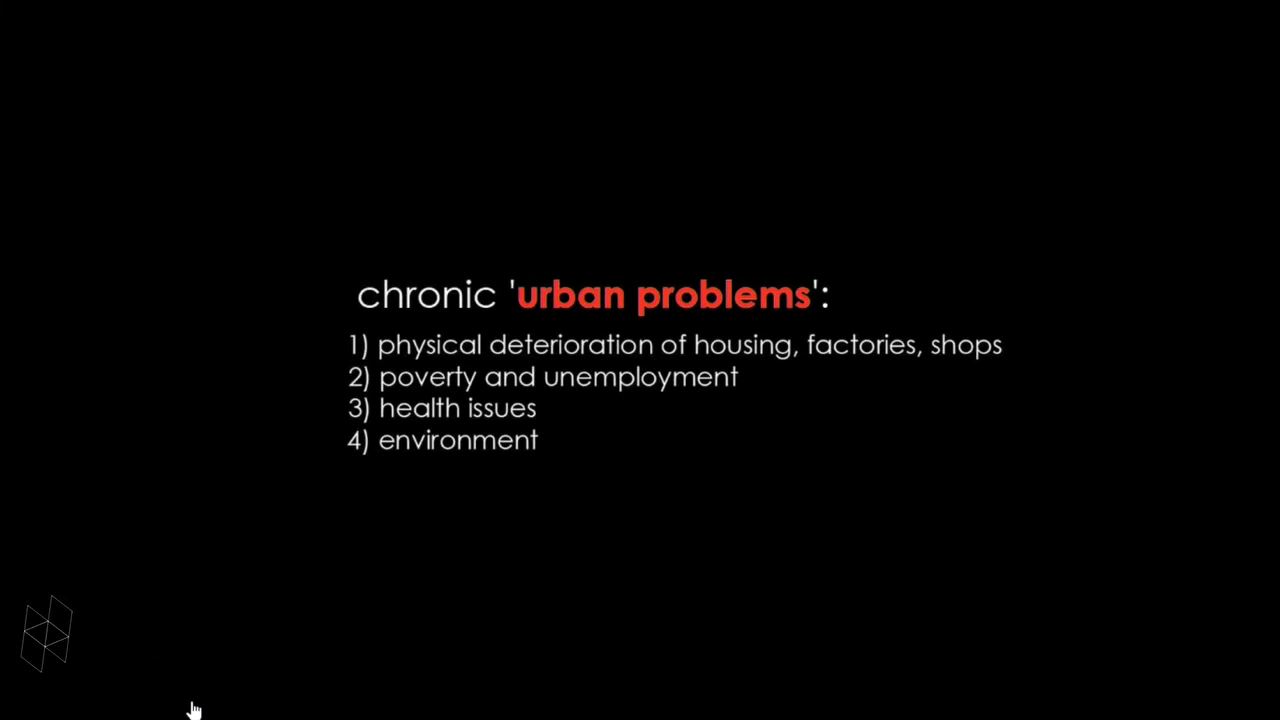 chronic 'urban problems':
1) physical deterioration of housing, factories, shops
2) poverty and unemployment
3) health issues
4) environment